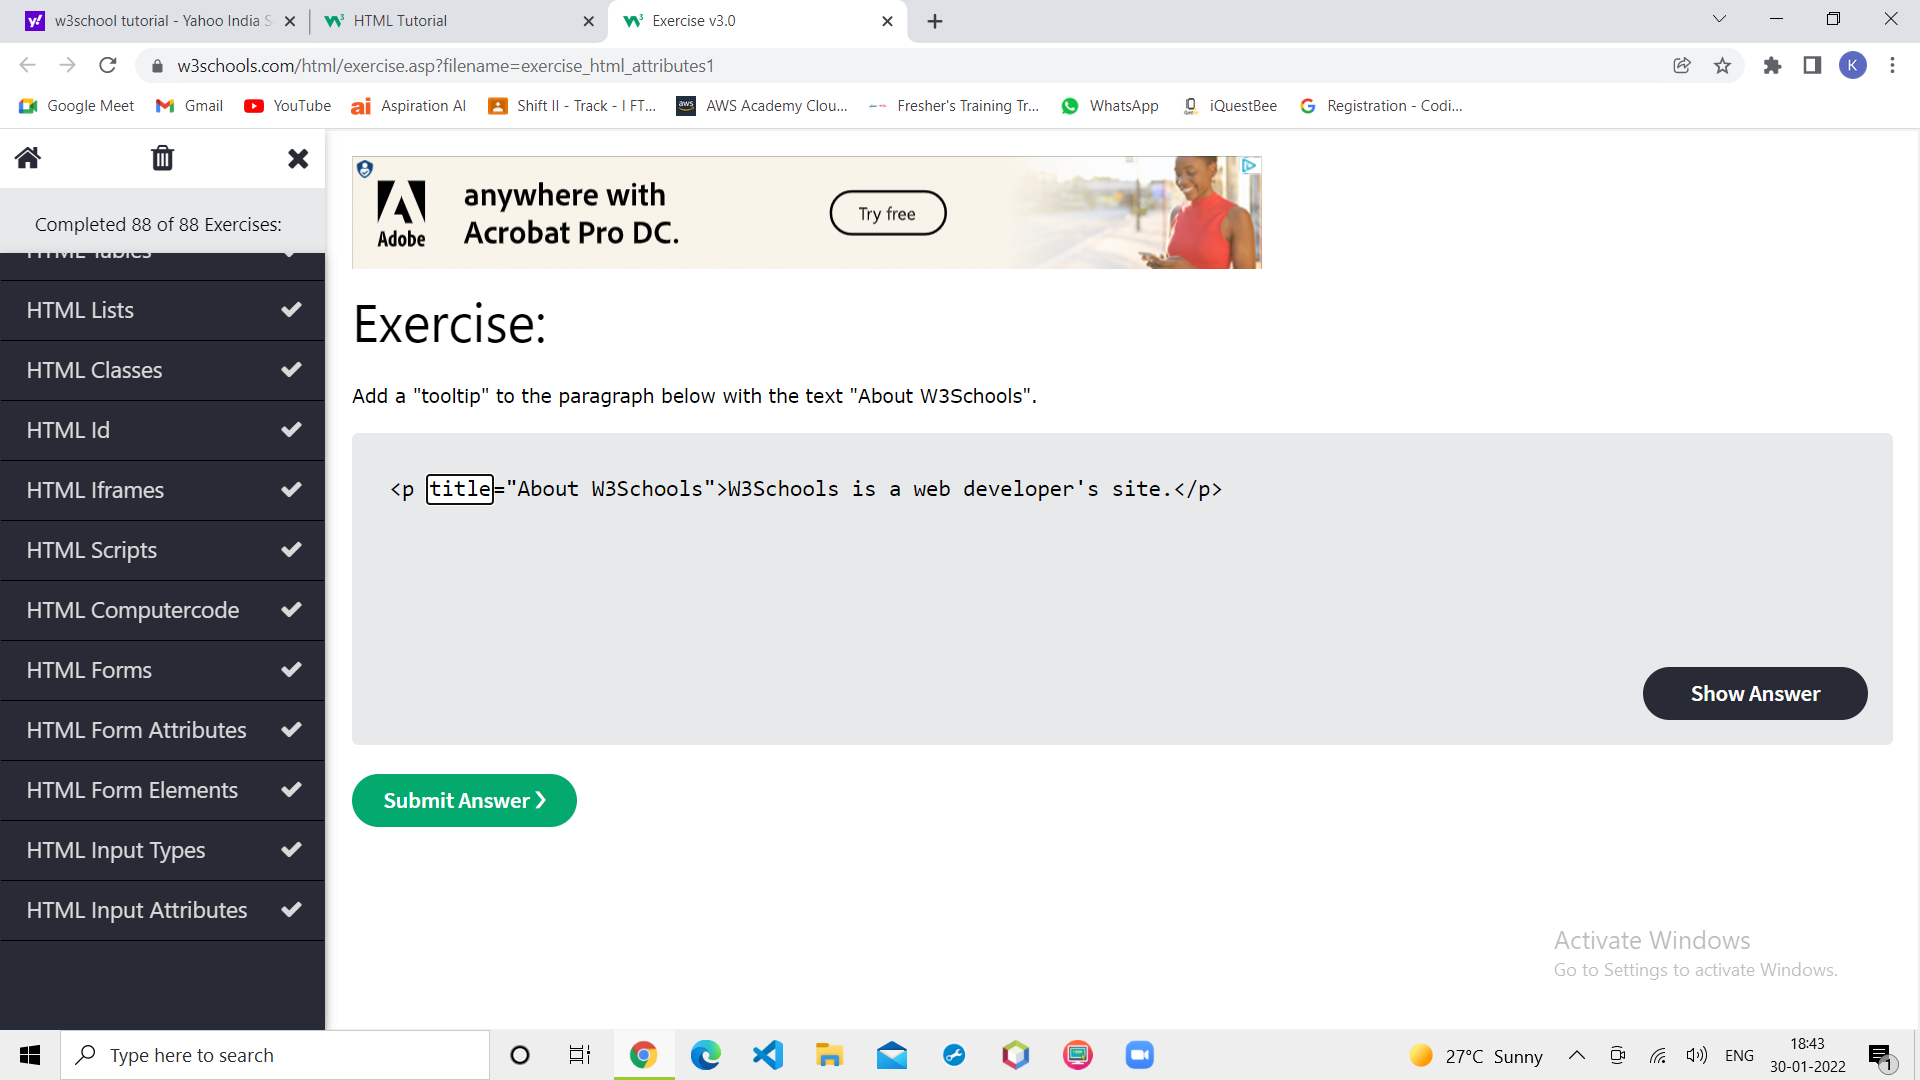 w3school tutorial - Yahoo India S
HTML Tutorial
Exercise v3.0
w3schools.com/html/exercise.asp?filename=exercise_html_attributes1
K
Google Meet
Gmail
YouTube
ai Aspiration AI
Shift II - Track - I FT...
aws AWS Academy Clou...
Fresher's Training Tr...
WhatsApp
iQuestBee
Registration - Codi...
Completed 88 of 88 Exercises:
HTML Tables
HTML Lists
HTML Classes
HTML Id
HTML Iframes
HTML Scripts
HTML Computercode
HTML Forms
HTML Form Attributes
HTML Form Elements
HTML Input Types
HTML Input Attributes
Adobe
anywhere with
Acrobat Pro DC.
Try free
Exercise:
Add a "tooltip" to the paragraph below with the text "About W3Schools".
<p title="About W3Schools">W3Schools is a web developer's site.</p>
Show Answer
Submit Answer ❯
Activate Windows
Go to Settings to activate Windows.
Type here to search
27°C Sunny
ENG
18:43
30-01-2022
1